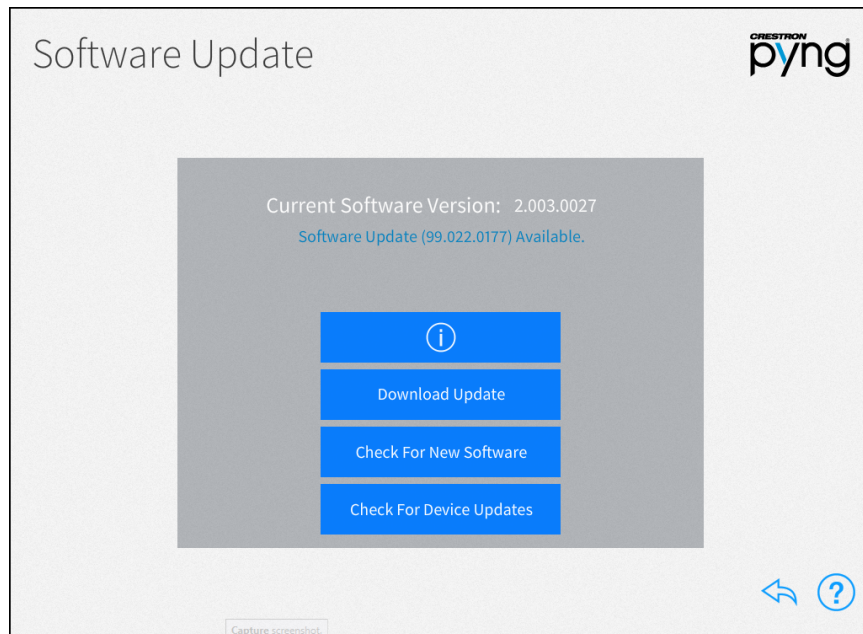 Software Update
CRESTRON
pyng
Current Software Version: 2.003.0027
Software Update (99.022.0177) Available.
i
Download Update
Check For New Software
Check For Device Updates
?
Capture screenshot.